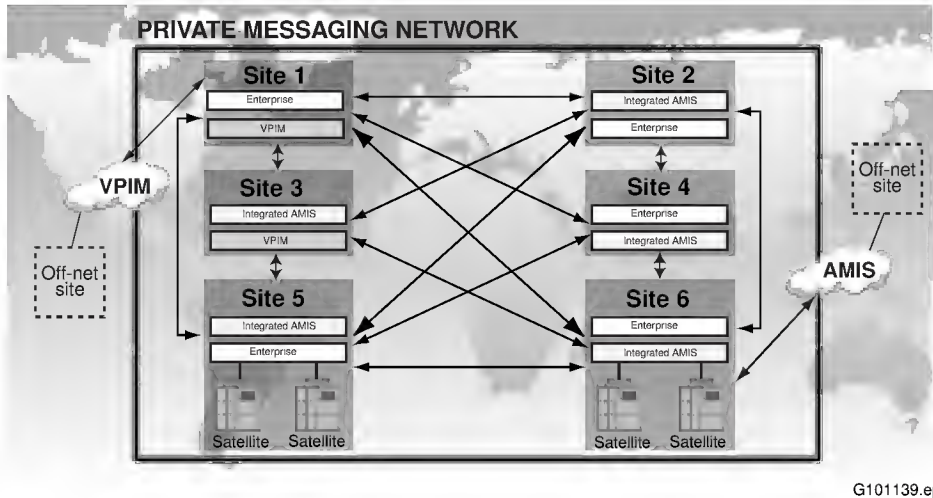 PRIVATE MESSAGING NETWORK
Site 1
Enterprise
VPIM
Site 2
Integrated AMIS
Enterprise
Site 3
Integrated AMIS
VPIM
Site 4
Enterprise
Integrated AMIS
Site 5
Integrated AMIS
Enterprise
Satellite
Satellite
Site 6
Enterprise
Integrated AMIS
Satellite
Satellite
VPIM
Off-net
site
Off-net
site
AMIS
G101139.e